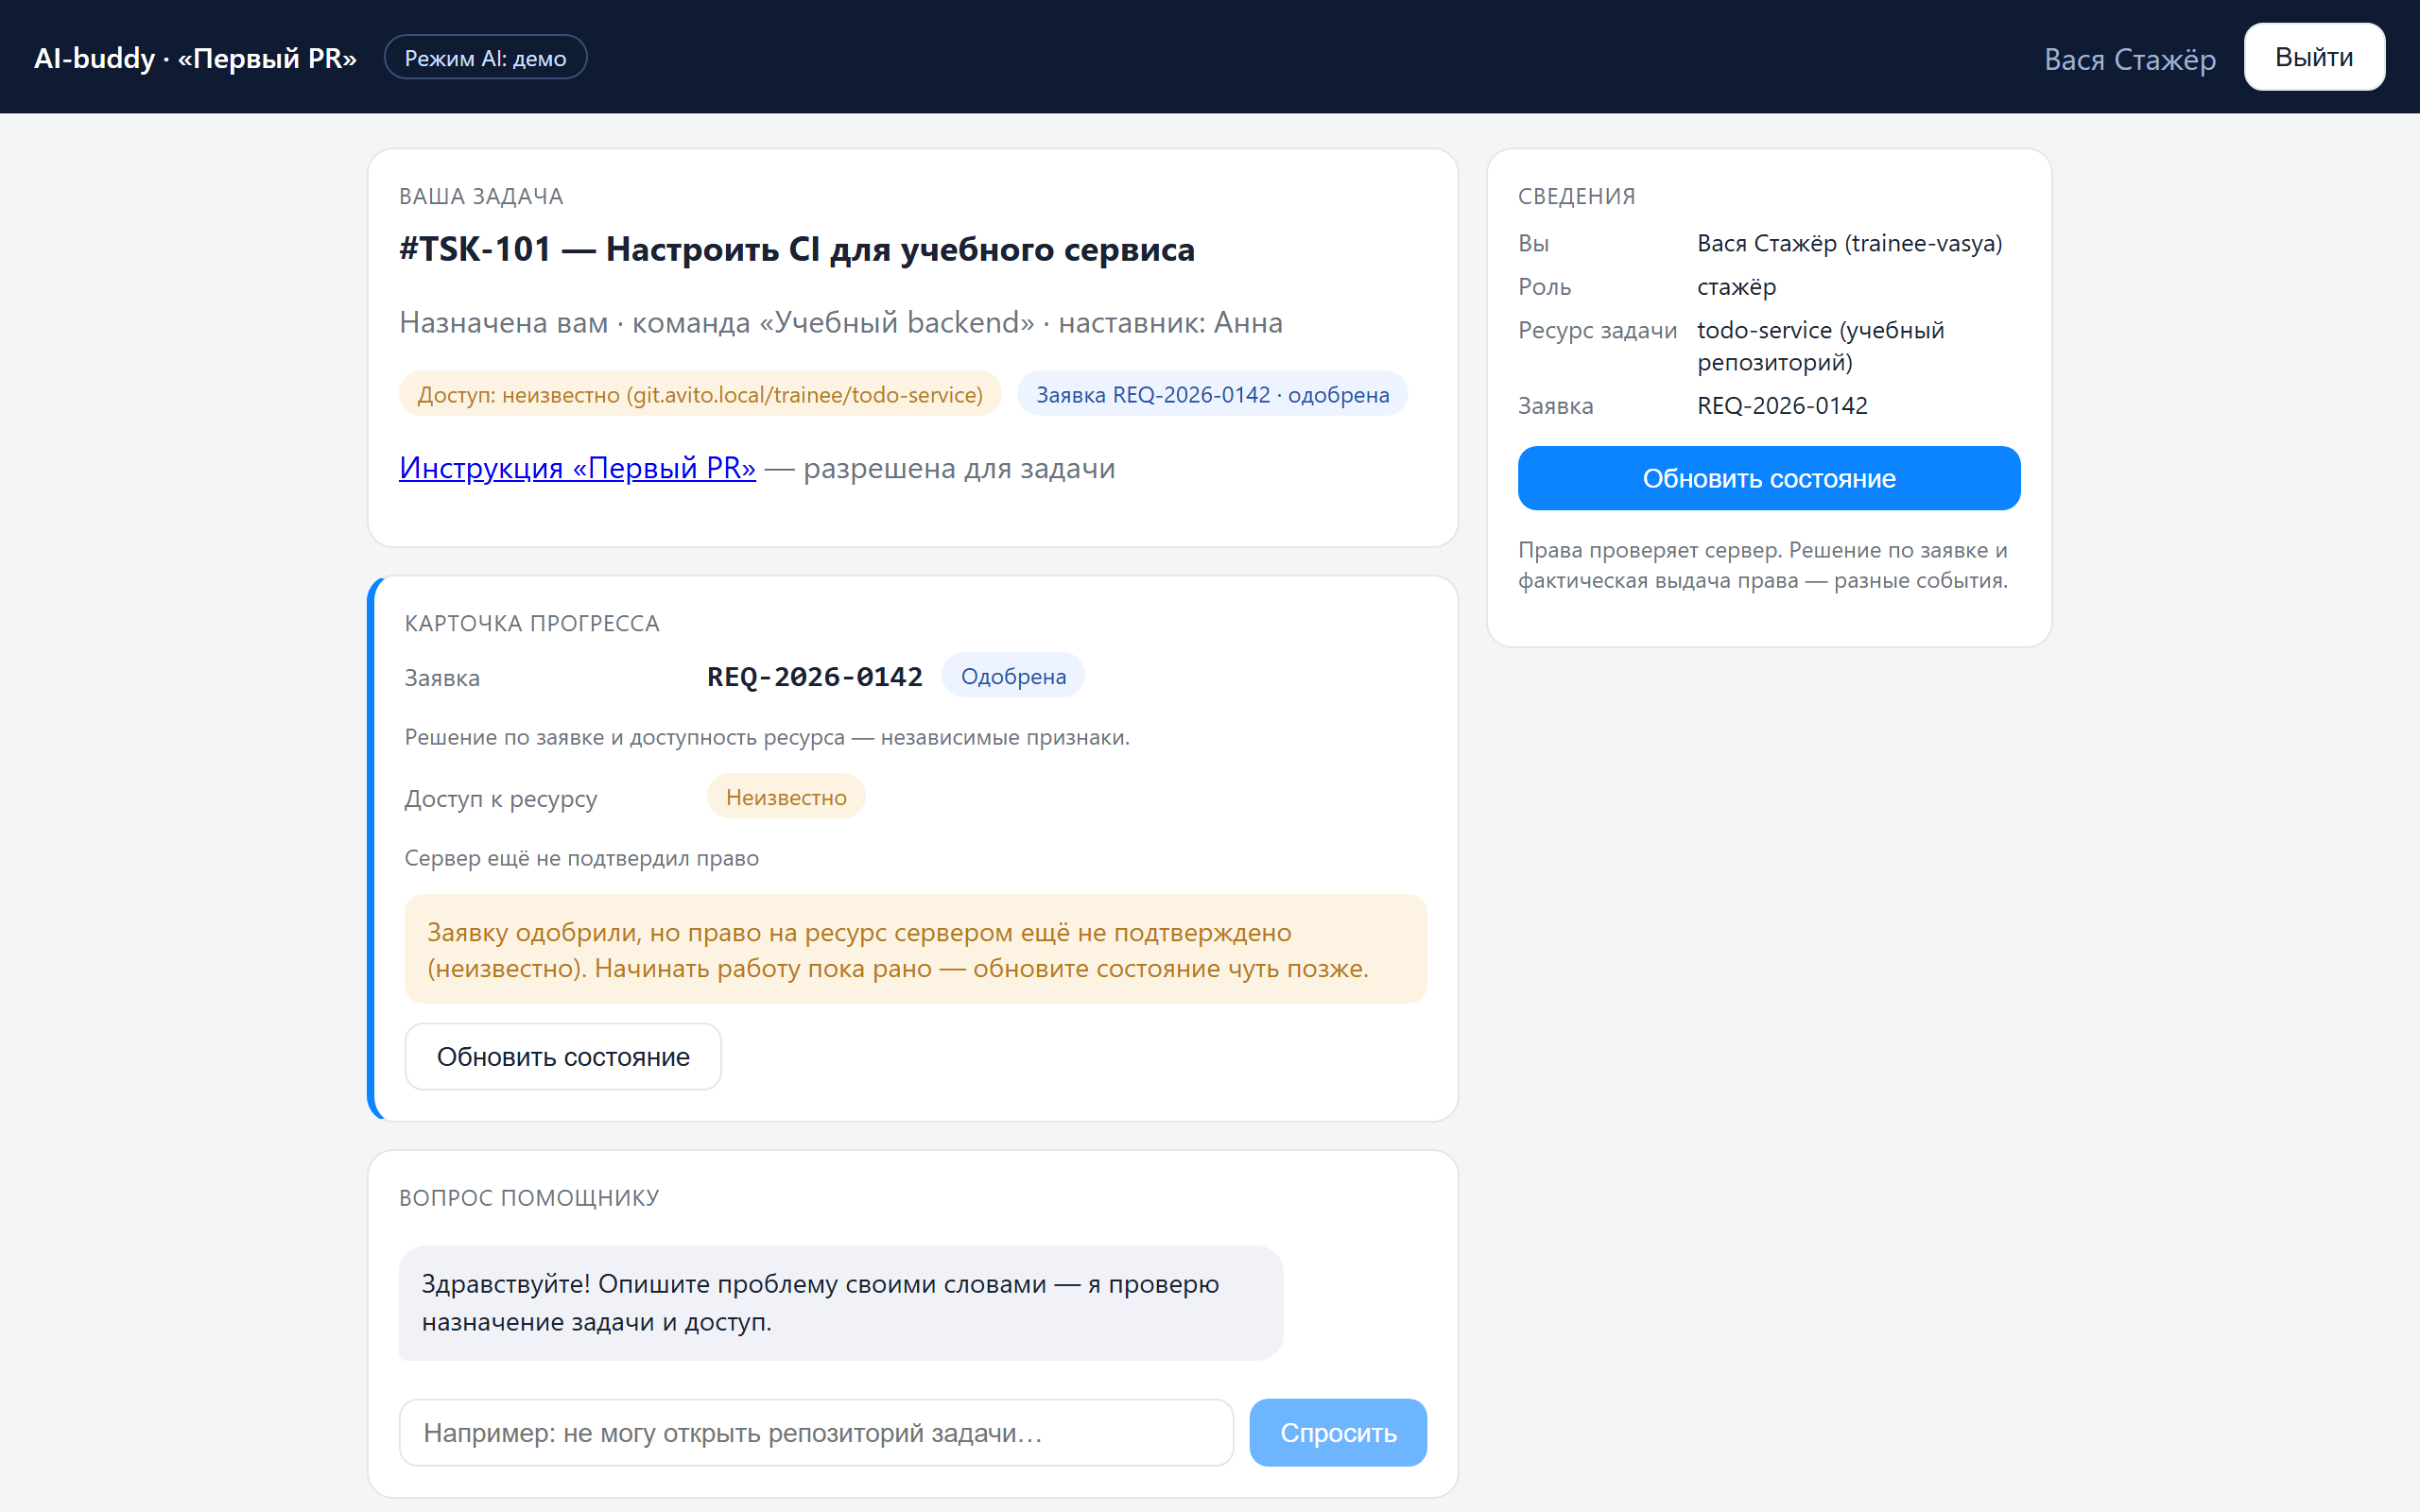 AI-buddy · «Первый PR»
Режим AI: демо
Вася Стажёр
Выйти
ВАША ЗАДАЧА
#TSK-101 — Настроить CI для учебного сервиса
Назначена вам · команда «Учебный backend» · наставник: Анна
Доступ: неизвестно (git.avito.local/trainee/todo-service)
Заявка REQ-2026-0142 · одобрена
Инструкция «Первый PR» — разрешена для задачи
КАРТОЧКА ПРОГРЕССА
Заявка
REQ-2026-0142
Одобрена
Решение по заявке и доступность ресурса — независимые признаки.
Доступ к ресурсу
Неизвестно
Сервер ещё не подтвердил право
Заявку одобрили, но право на ресурс сервером ещё не подтверждено
(неизвестно). Начинать работу пока рано — обновите состояние чуть позже.
Обновить состояние
ВОПРОС ПОМОЩНИКУ
Здравствуйте! Опишите проблему своими словами — я проверю
назначение задачи и доступ.
Например: не могу открыть репозиторий задачи…
Спросить
СВЕДЕНИЯ
Вы
Вася Стажёр (trainee-vasya)
Роль
стажёр
Ресурс задачи
todo-service (учебный
репозиторий)
Заявка
REQ-2026-0142
Обновить состояние
Права проверяет сервер. Решение по заявке и
фактическая выдача права — разные события.